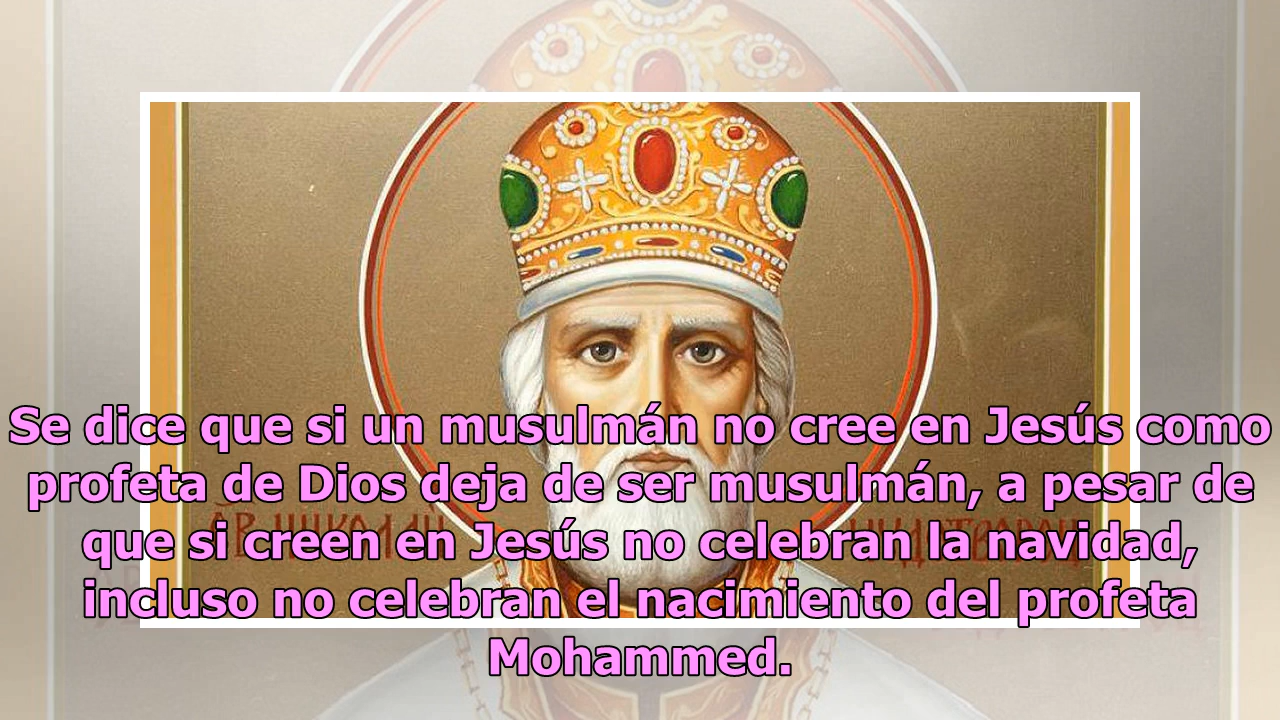 Se dice que si un musulmán no cree en Jesús como
profeta de Dios deja de ser musulmán, a pesar de
que si creen en Jesús no celebran la navidad,
incluso no celebran el nacimiento del profeta
Mohammed.